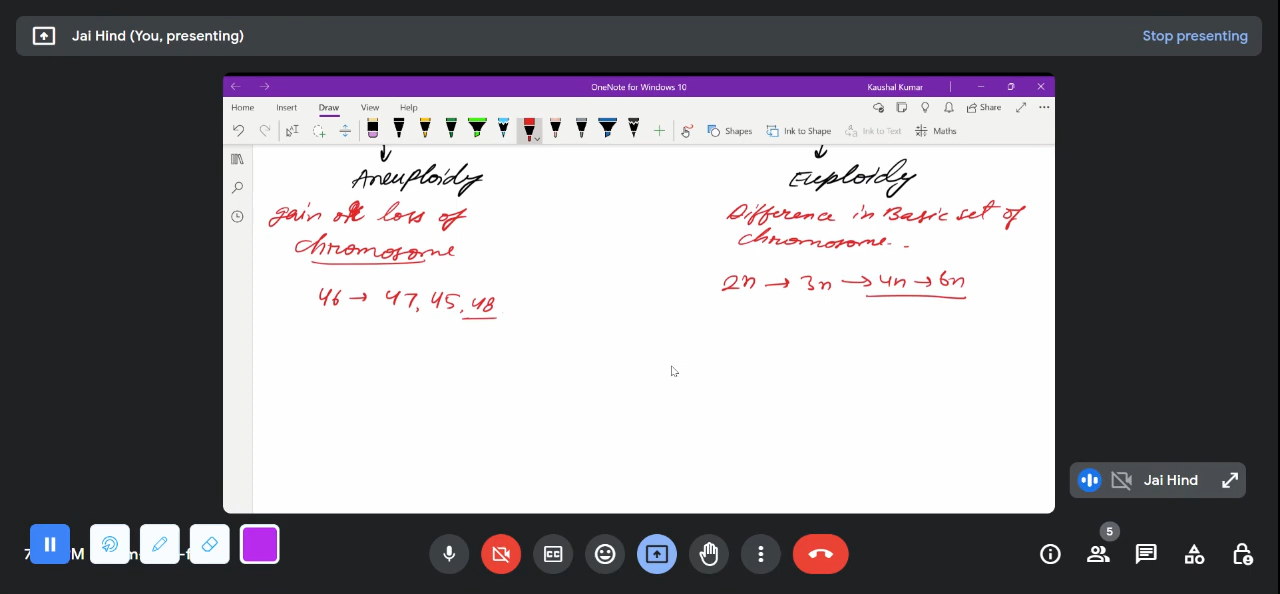 Jai Hind (You, presenting)
Stop presenting
OneNote for Windows 10
Kaushal Kumar
Home Insert Draw View Help
Share
Shapes Ink to Shape Ink to Text Maths
Aneuploidy
gain or loss of
chromosome
46 → 47, 45, 48
Euploidy
Difference in Basic set of
chromosome..
2n → 3n → 4n → 6n
Jai Hind
5